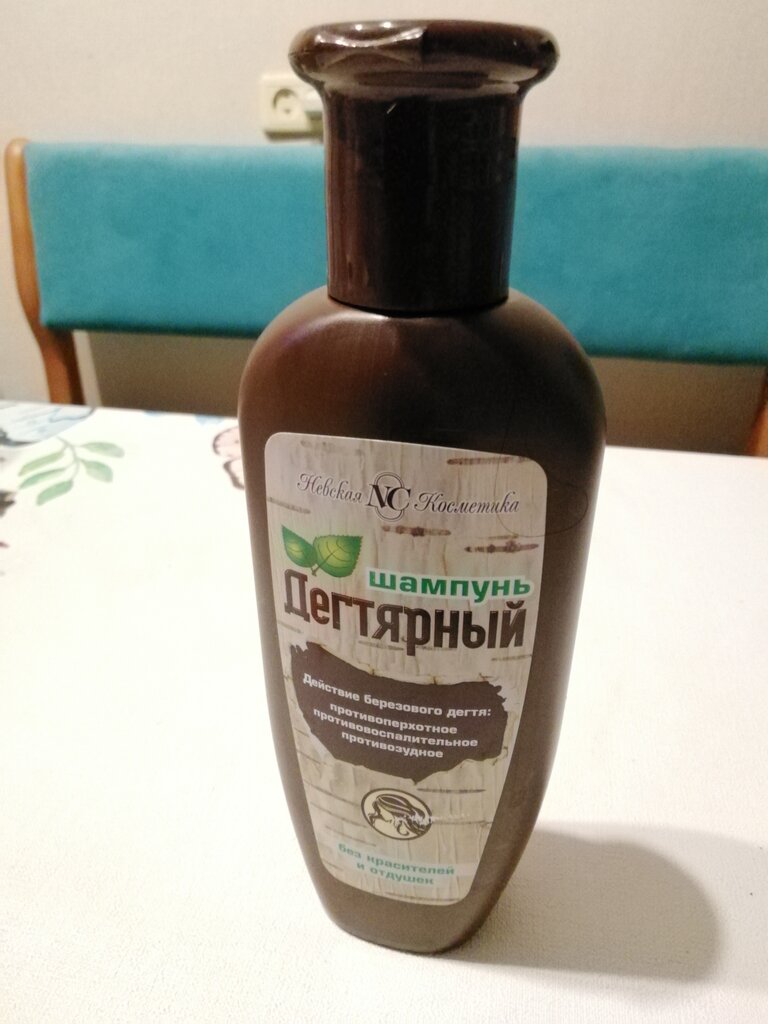 Невская NC Косметика
шампунь
Дегтярный
Действие березового дегтя:
противоперхотное
противовоспалительное
противозудное
без красителей
и отдушек